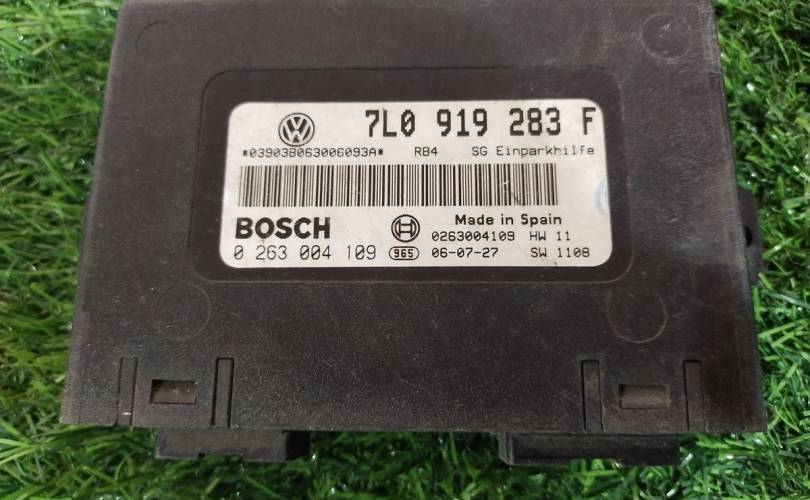 7L0 919 283 F
*03903B063006093A* RB4 SG Einparkhilfe
BOSCH Made in Spain
0263004109 HW 11
0 263 004 109 965 06-07-27 SW 1108